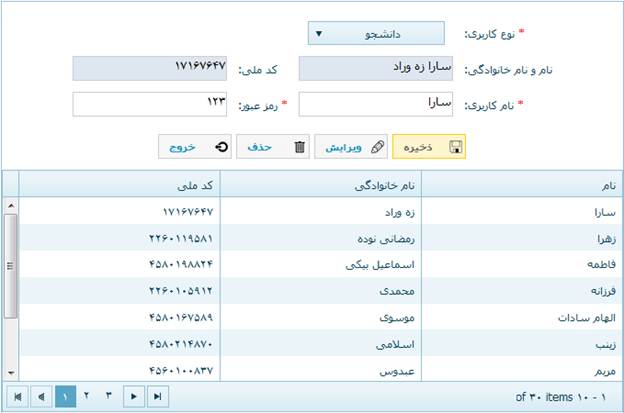 * نوع کاربری: دانشجو
نام و نام خانوادگی: سارا زه وراد کد ملی: ۱۷۱۶۷۶۴۷
* نام کاربری: سارا * رمز عبور: ۱۲۳
ذخیره ویرایش حذف خروج
نام نام خانوادگی کد ملی
سارا زه وراد ۱۷۱۶۷۶۴۷
زهرا رمضانی نوده ۲۲۶۰۱۱۹۵۸۱
فاطمه اسماعیل بیکی ۴۵۸۰۱۹۸۸۲۴
فرزانه محمدی ۲۲۶۰۱۰۵۹۱۲
الهام سادات موسوی ۴۵۸۰۱۶۷۵۸۹
زینب اسلامی ۴۵۸۰۲۱۴۸۷۰
مریم عبدوس ۴۵۶۰۱۰۰۸۳۷
۱ ۲ ۳ of ۳۰ items ۱۰ - ۱